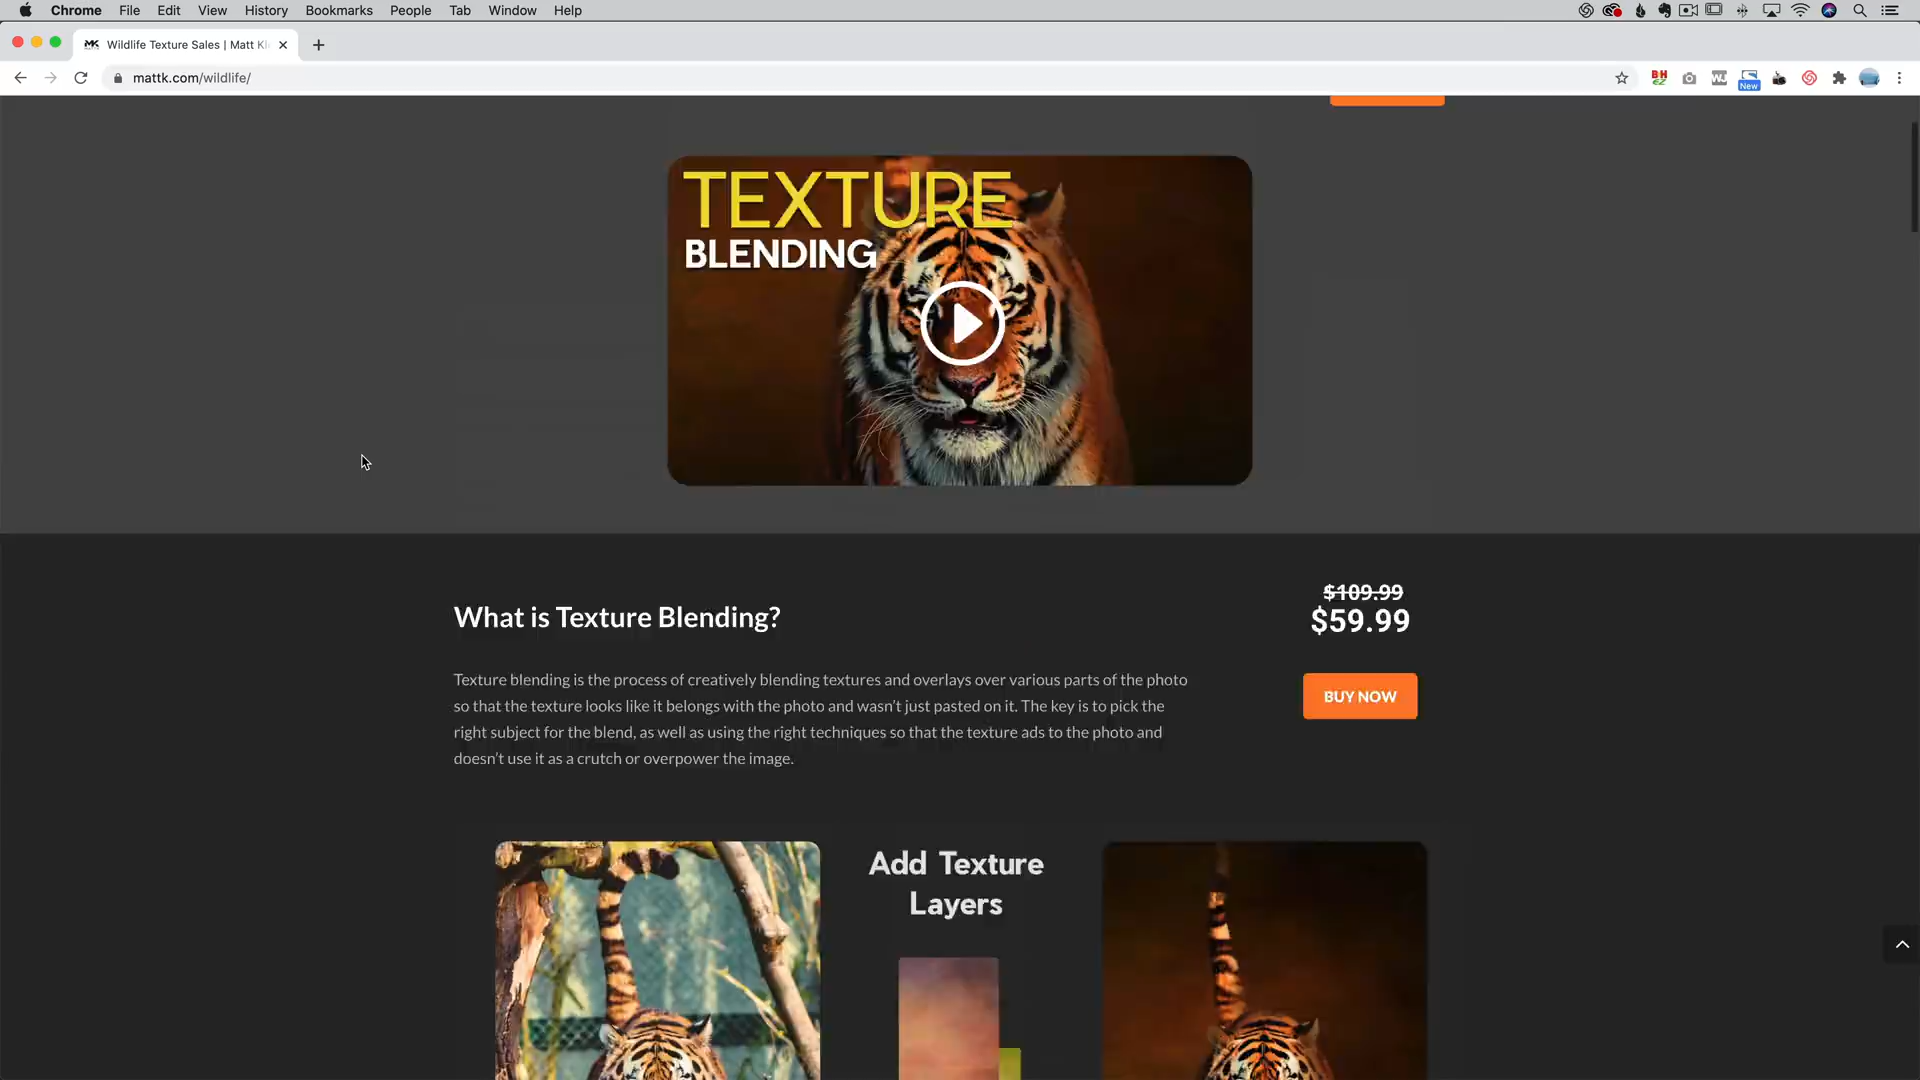 Chrome File Edit View History Bookmarks People Tab Window Help
Wildlife Texture Sales | Matt Kl
mattk.com/wildlife/
BH
EZ
WJ
New
TEXTURE
BLENDING
What is Texture Blending?
$109.99
$59.99
Texture blending is the process of creatively blending textures and overlays over various parts of the photo
so that the texture looks like it belongs with the photo and wasn’t just pasted on it. The key is to pick the
right subject for the blend, as well as using the right techniques so that the texture ads to the photo and
doesn’t use it as a crutch or overpower the image.
BUY NOW
Add Texture
Layers